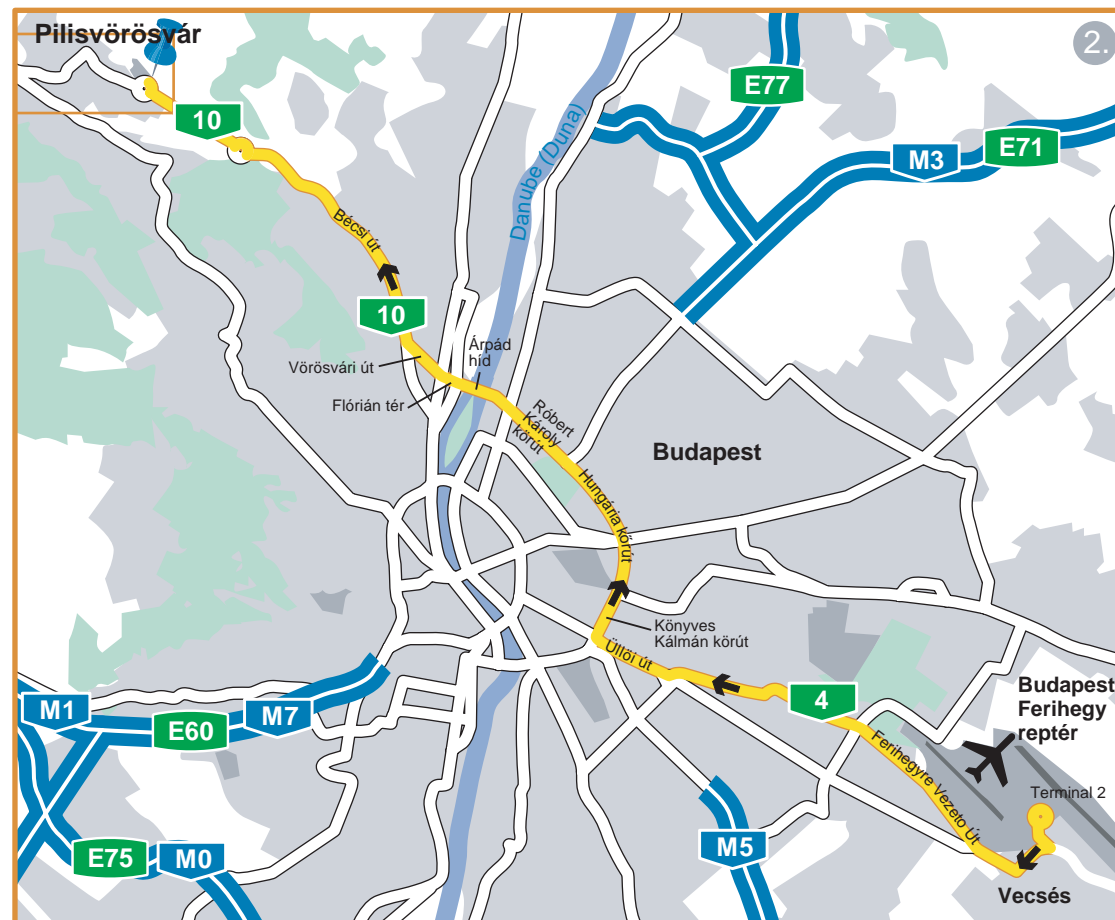 Pilisvörösvár
2.
E77
10
E71
M3
Danube (Duna)
Bécsi út
10
Árpád
híd
Vörösvári út
Flórián tér
Róbert
Károly
körút
Budapest
Hungária körút
Könyves
Kálmán körút
Üllői út
4
Budapest
Ferihegy
reptér
M1
M7
E60
Ferihegyre Vezeto Út
Terminal 2
E75
M0
M5
Vecsés